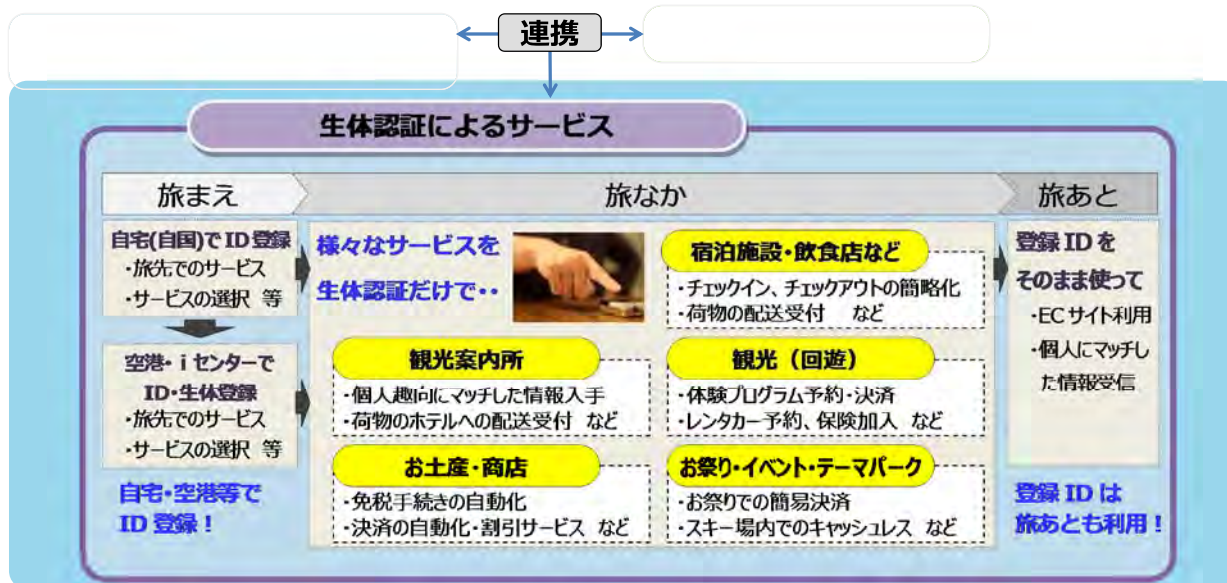 連携
生体認証によるサービス
旅まえ
旅なか
旅あと
自宅(自国)でID登録
・旅先でのサービス
・サービスの選択 等
空港・iセンターで
ID・生体登録
・旅先でのサービス
・サービスの選択 等
自宅・空港等で
ID登録！
様々なサービスを
生体認証だけで・・
宿泊施設・飲食店など
・チェックイン、チェックアウトの簡略化
・荷物の配送受付 など
観光案内所
・個人趣向にマッチした情報入手
・荷物のホテルへの配送受付 など
観光（回遊）
・体験プログラム予約・決済
・レンタカー予約、保険加入 など
お土産・商店
・免税手続きの自動化
・決済の自動化・割引サービス など
お祭り・イベント・テーマパーク
・お祭りでの簡易決済
・スキー場内でのキャッシュレス など
登録IDを
そのまま使って
・ECサイト利用
・個人にマッチし
た情報受信
登録IDは
旅あとも利用！